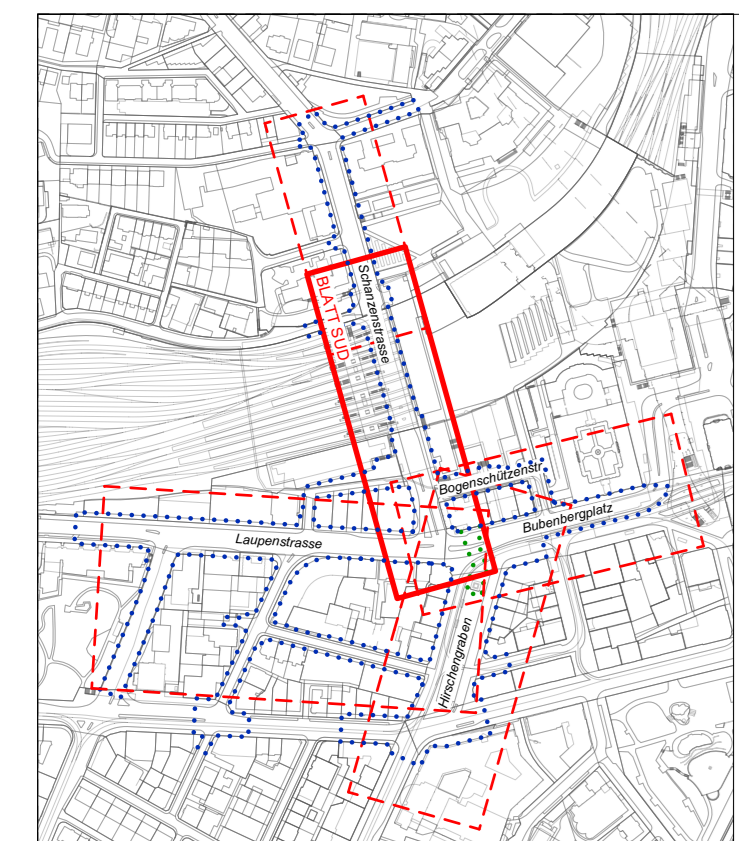 BLATT SÜD
Schanzenstrasse
Bogenschützenstr
Bubenbergplatz
Laupenstrasse
Hirschengraben